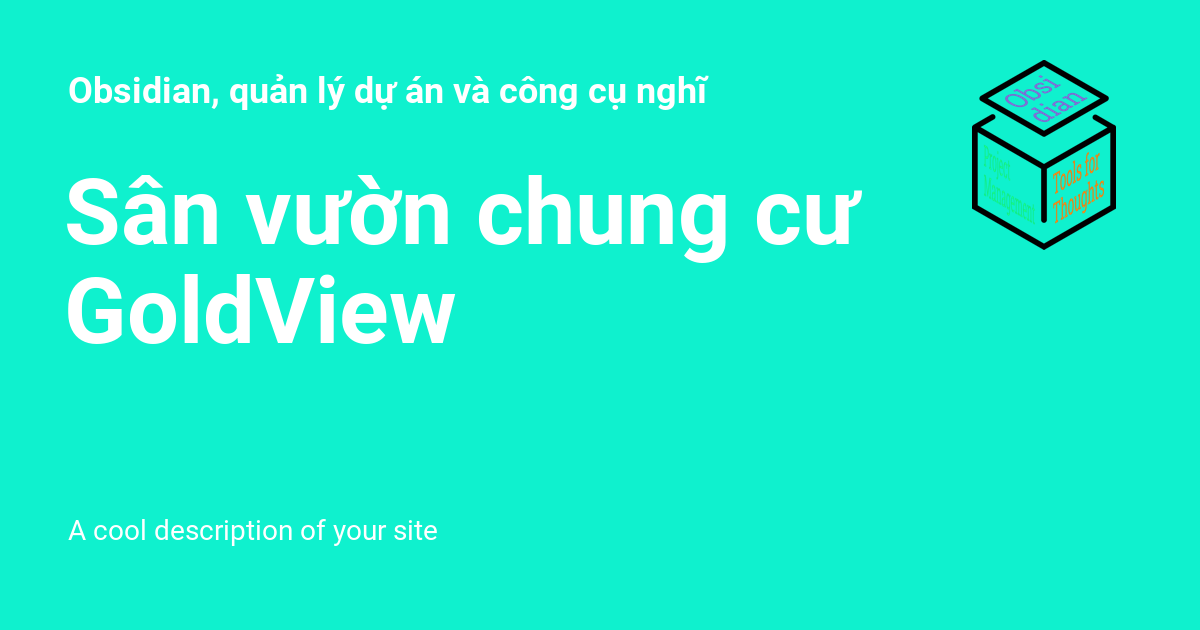 Obsidian, quản lý dự án và công cụ nghĩ
Obsi
dian
Project
Management
Tools for
Thoughts
Sân vườn chung cư
GoldView
A cool description of your site